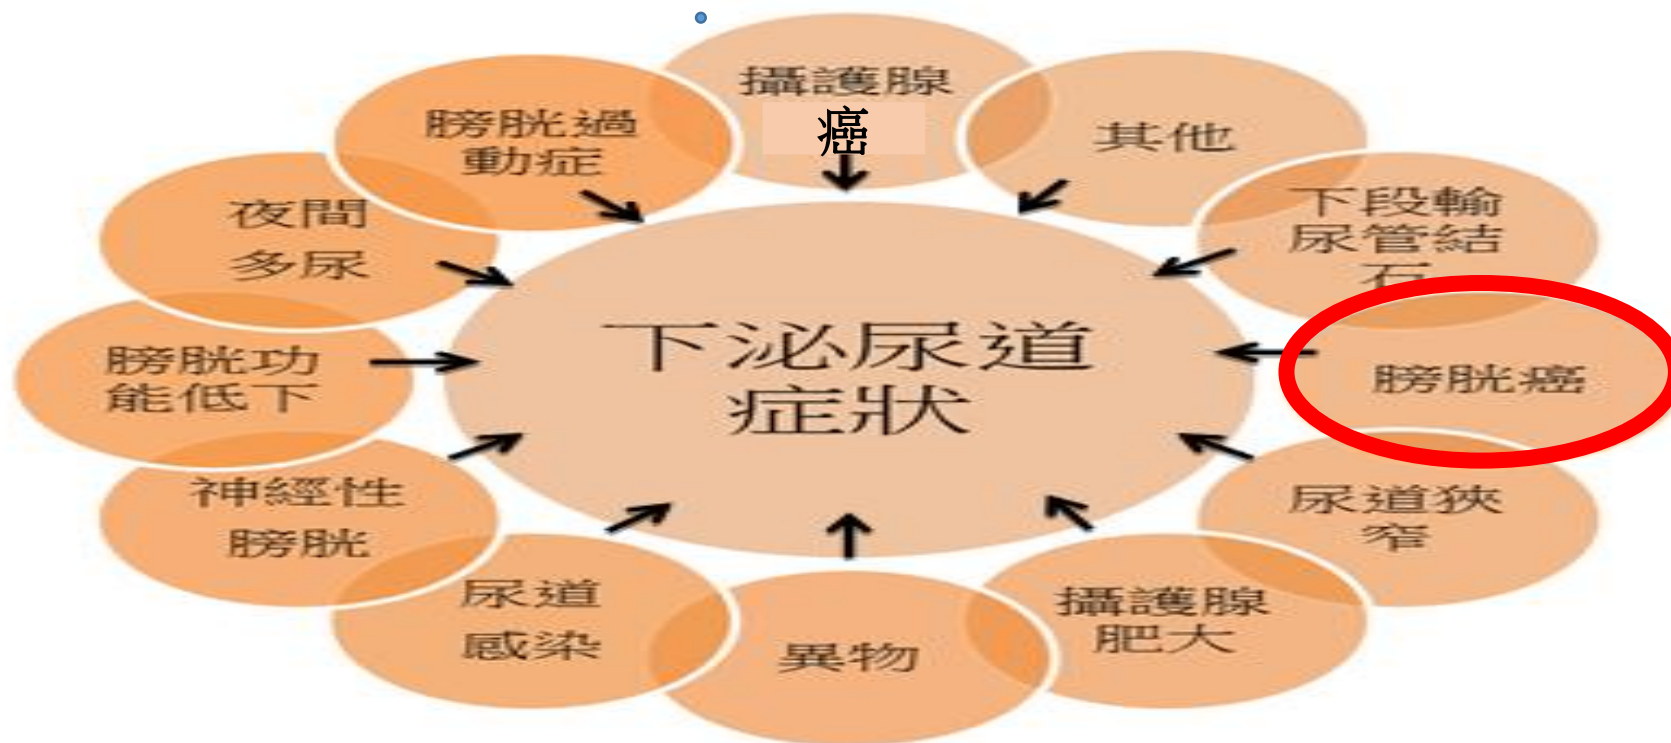 攝護腺
癌
其他
下段輸
尿管結
石
膀胱癌
尿道狹
窄
攝護腺
肥大
異物
尿道
感染
神經性
膀胱
膀胱功
能低下
夜間
多尿
膀胱過
動症
下泌尿道
症狀